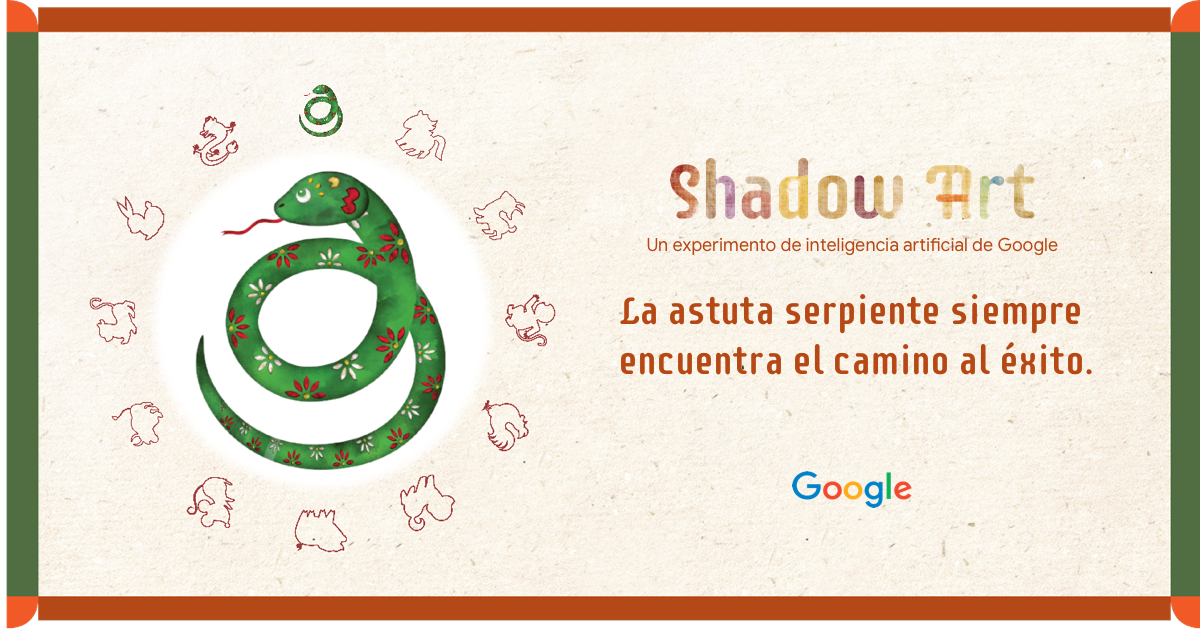 Shadow Art
Un experimento de inteligencia artificial de Google
La astuta serpiente siempre
encuentra el camino al éxito.
Google